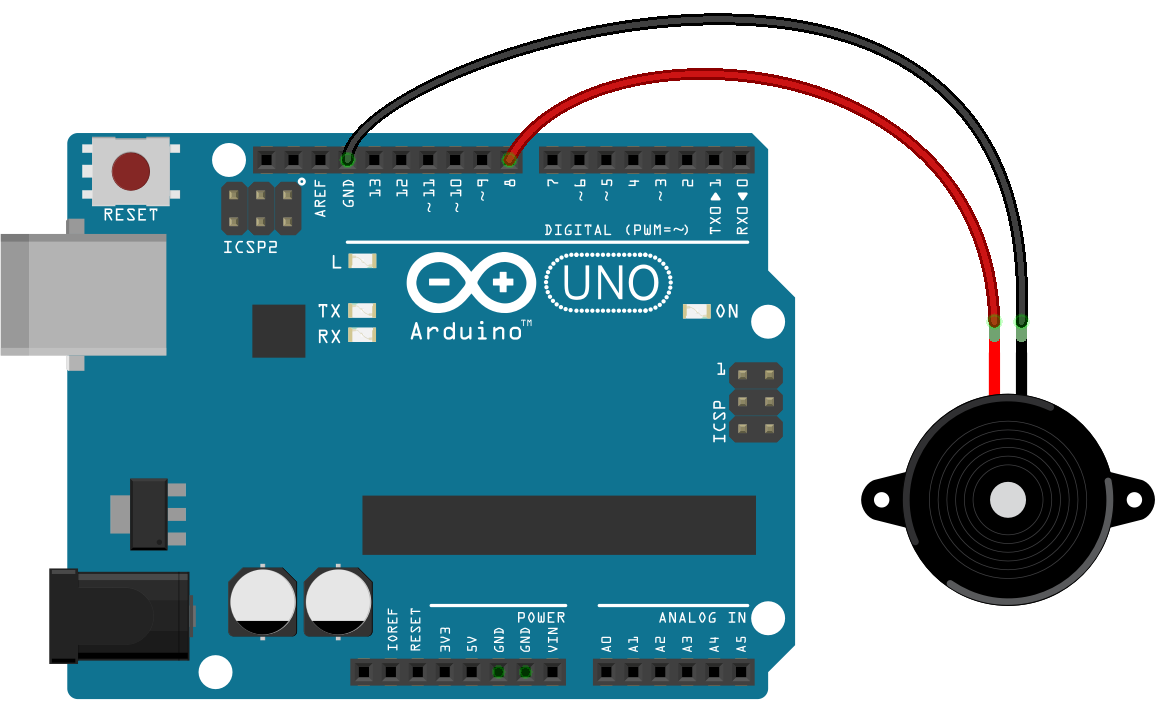 RESET
ICSP2
AREF
GND
13
12
~11
~10
~9
8
7
~6
~5
4
~3
2
TX0▶1
RX0◀0
DIGITAL (PWM=~)
L
TX
RX
Arduino™
UNO
ON
1
ICSP
POWER
ANALOG IN
IOREF
RESET
3V3
5V
GND
GND
VIN
A0
A1
A2
A3
A4
A5